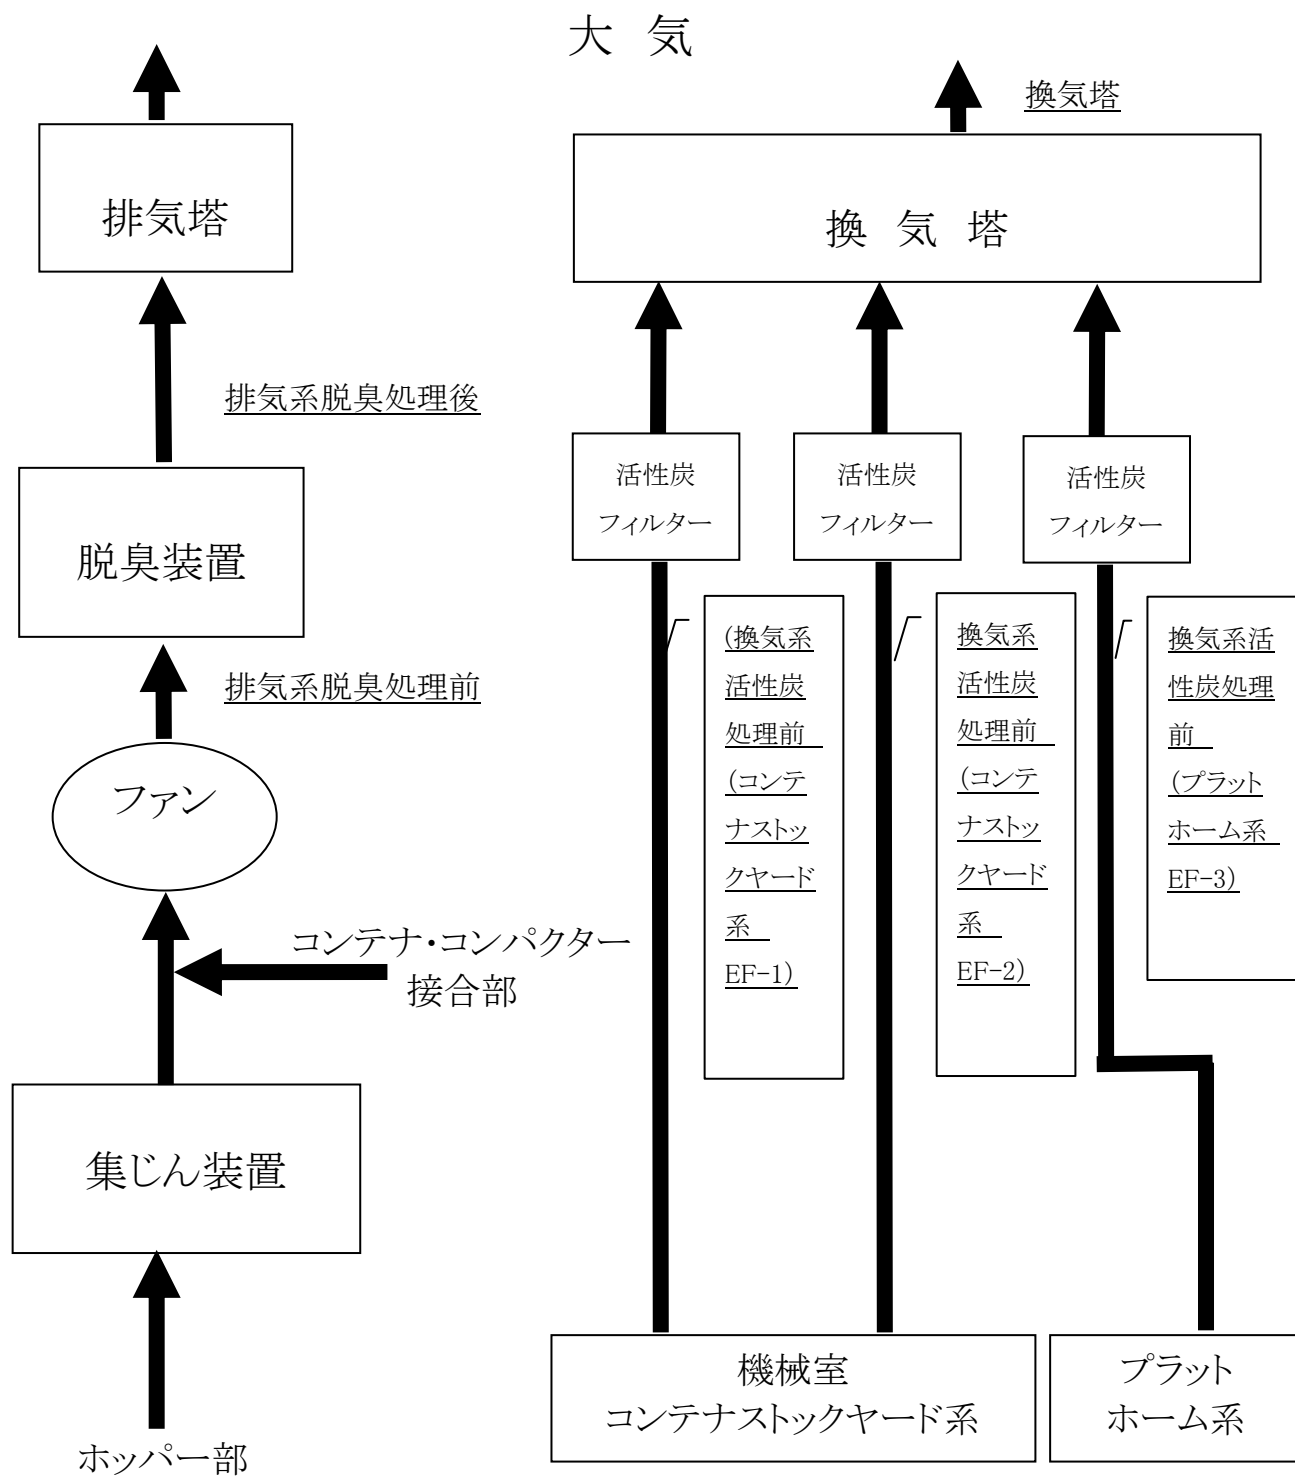 大 気
換気塔
排気塔
換 気 塔
排気系脱臭処理後
活性炭
フィルター
活性炭
フィルター
活性炭
フィルター
脱臭装置
排気系脱臭処理前
ファン
(換気系
活性炭
処理前
(コンテ
ナストッ
クヤード
系
EF-1)
換気系
活性炭
処理前
(コンテ
ナストッ
クヤード
系
EF-2)
換気系活
性炭処理
前
(プラット
ホーム系
EF-3)
コンテナ・コンパクター
接合部
集じん装置
ホッパー部
機械室
コンテナストックヤード系
プラット
ホーム系